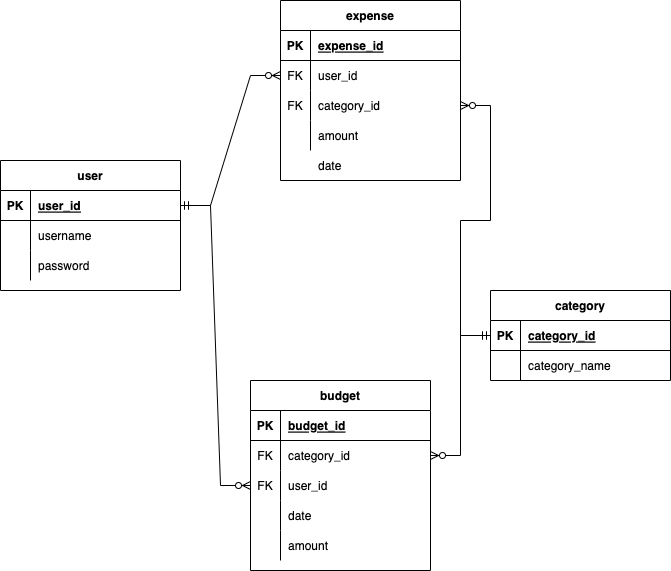 expense
PK expense_id
FK user_id
FK category_id
amount
date
user
PK user_id
username
password
category
PK category_id
category_name
budget
PK budget_id
FK category_id
FK user_id
date
amount